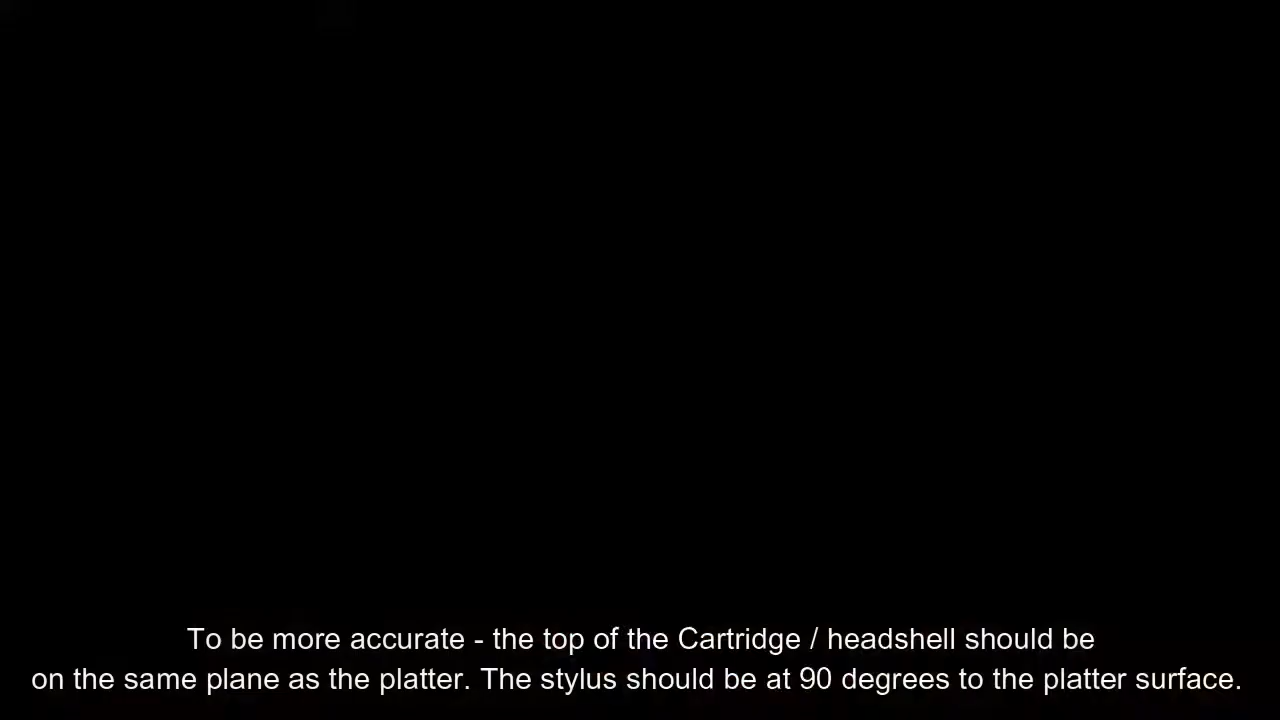 To be more accurate - the top of the Cartridge / headshell should be
on the same plane as the platter. The stylus should be at 90 degrees to the platter surface.